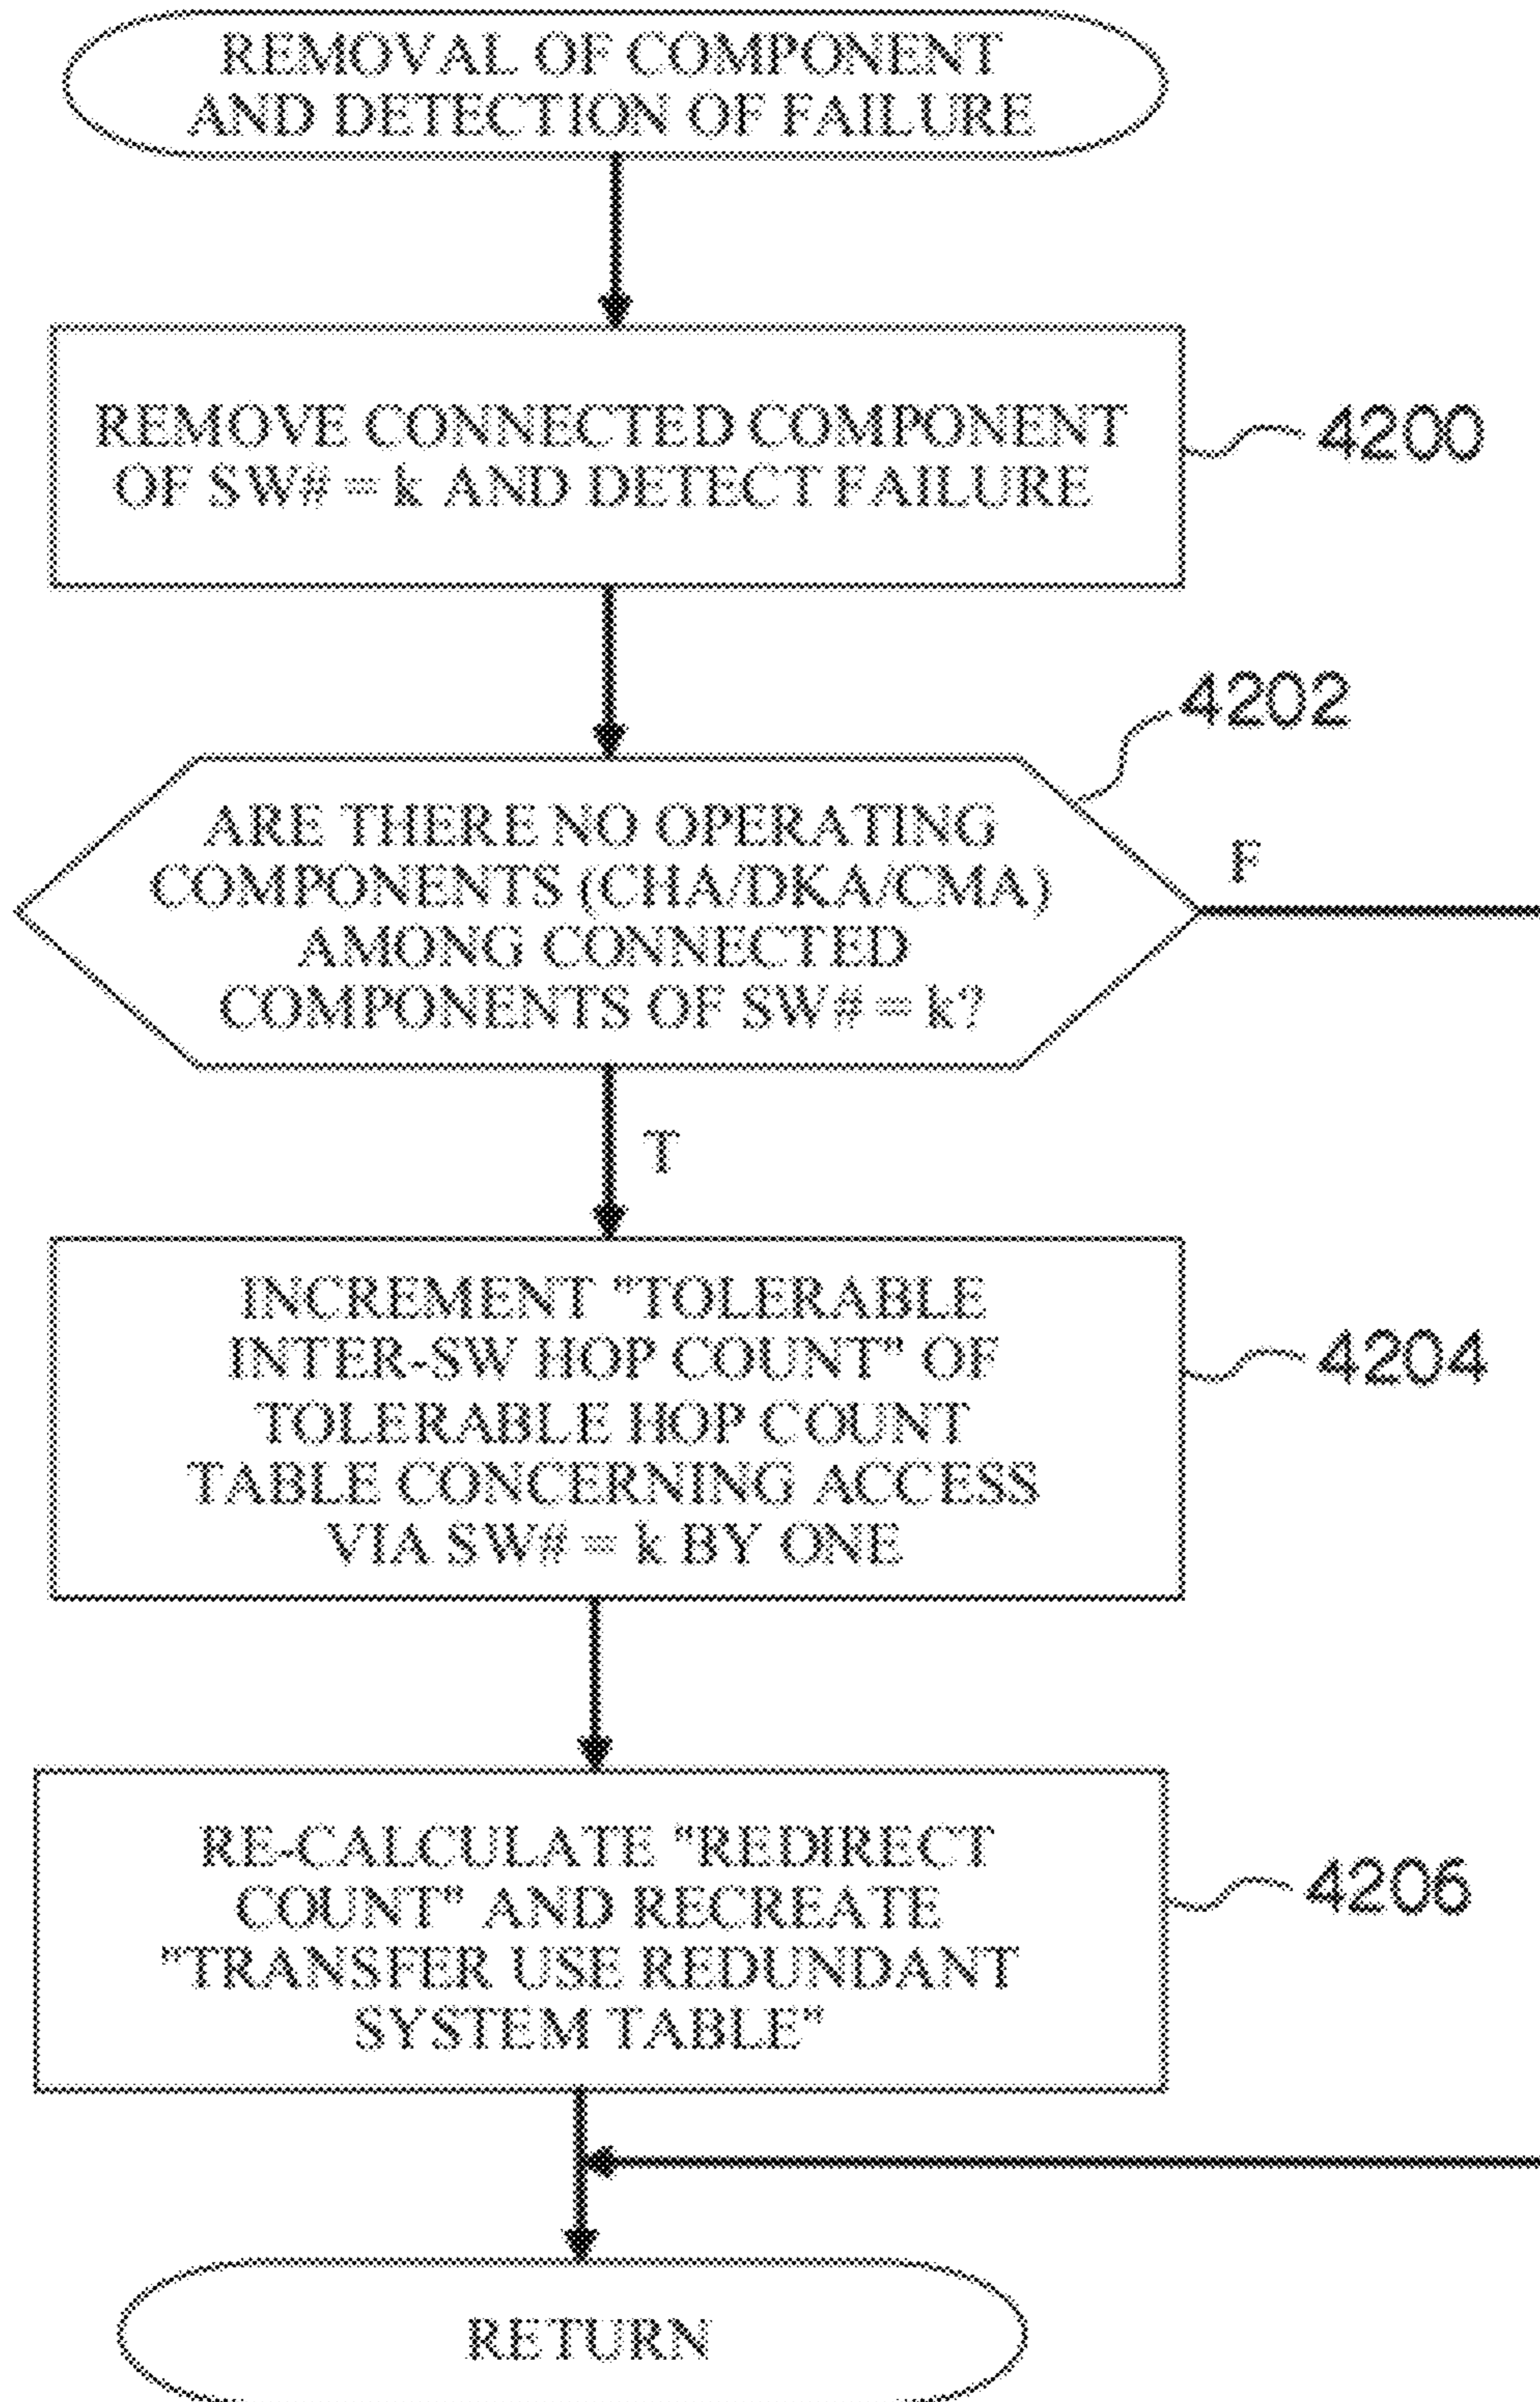 REMOVAL OF COMPONENT
AND DETECTION OF FAILURE
REMOVE CONNECTED COMPONENT
OF SW# = k AND DETECT FAILURE
4200
4202
ARE THERE NO OPERATING
COMPONENTS (CHA/DKA/CMA)
AMONG CONNECTED
COMPONENTS OF SW# = k?
F
T
INCREMENT "TOLERABLE
INTER-SW HOP COUNT" OF
TOLERABLE HOP COUNT
TABLE CONCERNING ACCESS
VIA SW# = k BY ONE
4204
RE-CALCULATE "REDIRECT
COUNT" AND RECREATE
"TRANSFER USE REDUNDANT
SYSTEM TABLE"
4206
RETURN